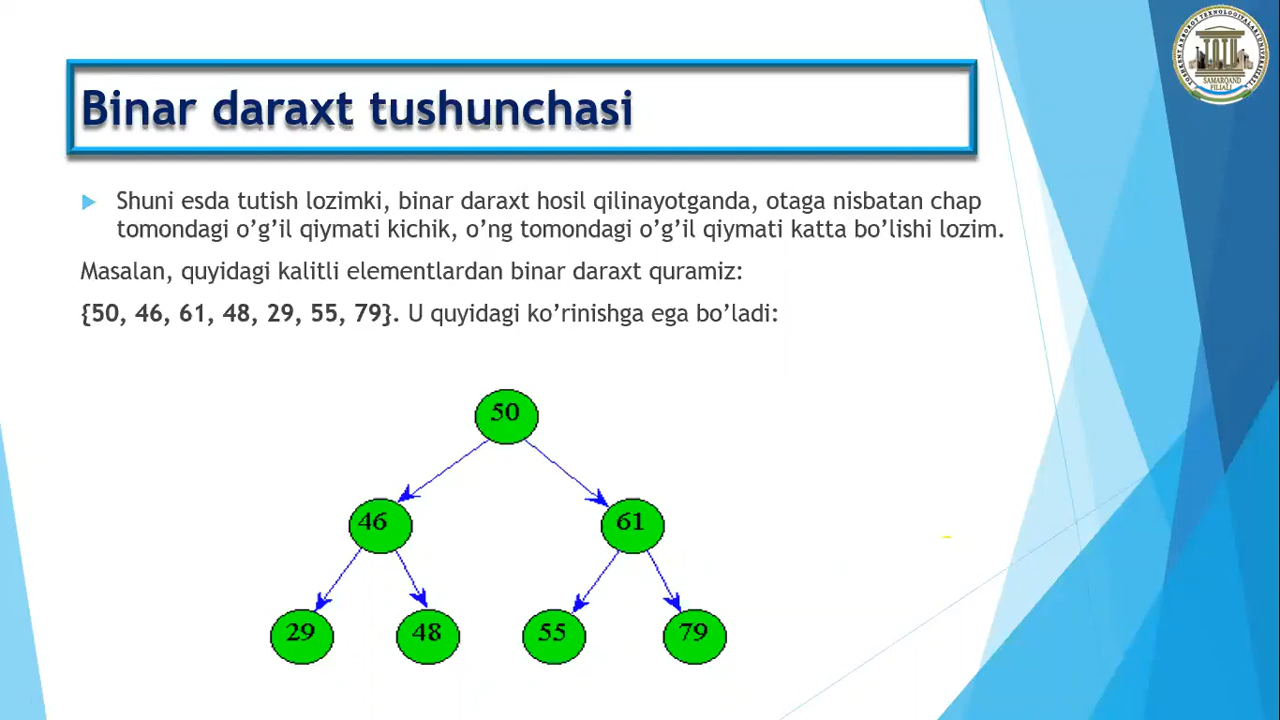 Binar daraxt tushunchasi
Shuni esda tutish lozimki, binar daraxt hosil qilinayotganda, otaga nisbatan chap
tomondagi o’g’il qiymati kichik, o’ng tomondagi o’g’il qiymati katta bo’lishi lozim.
Masalan, quyidagi kalitli elementlardan binar daraxt quramiz:
{50, 46, 61, 48, 29, 55, 79}. U quyidagi ko’rinishga ega bo’ladi:
50
46 61
29 48 55 79
SAMARQAND
FILIALI